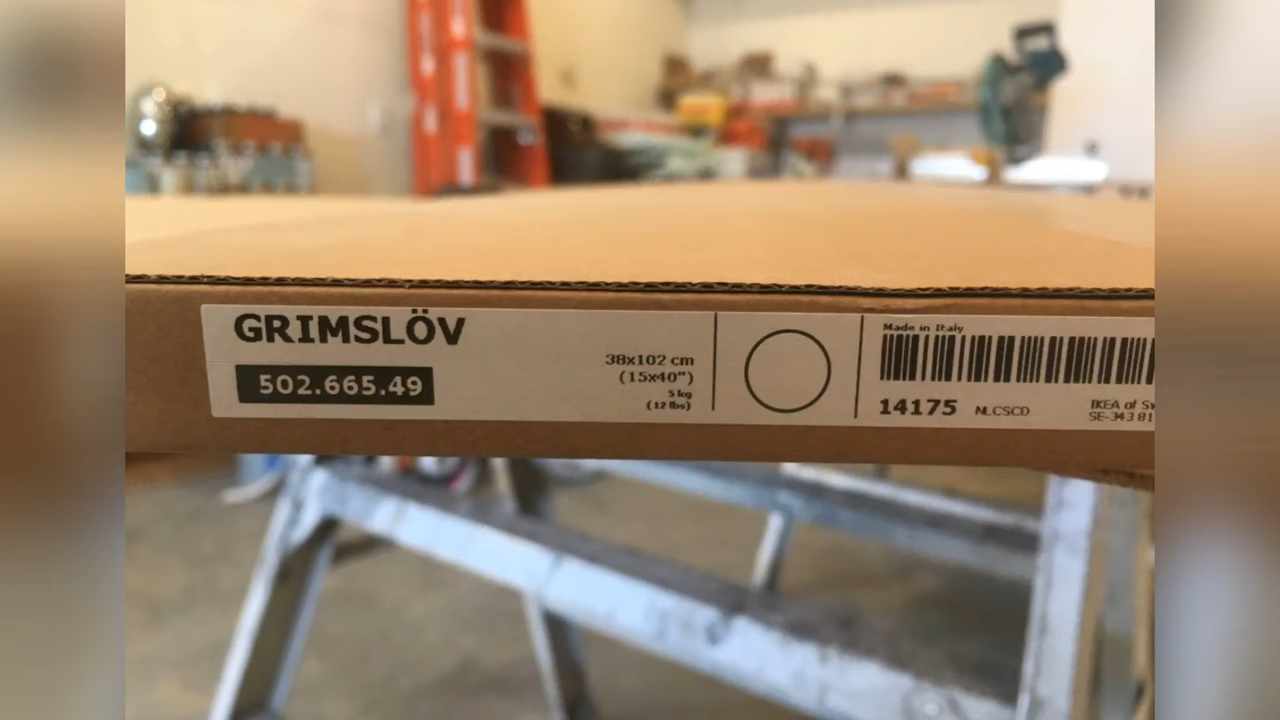 GRIMSLÖV
502.665.49
38x102 cm
(15x40")
5 kg
(12 lbs)
Made in Italy
14175 NLCSCD
IKEA of Sw
SE-343 81